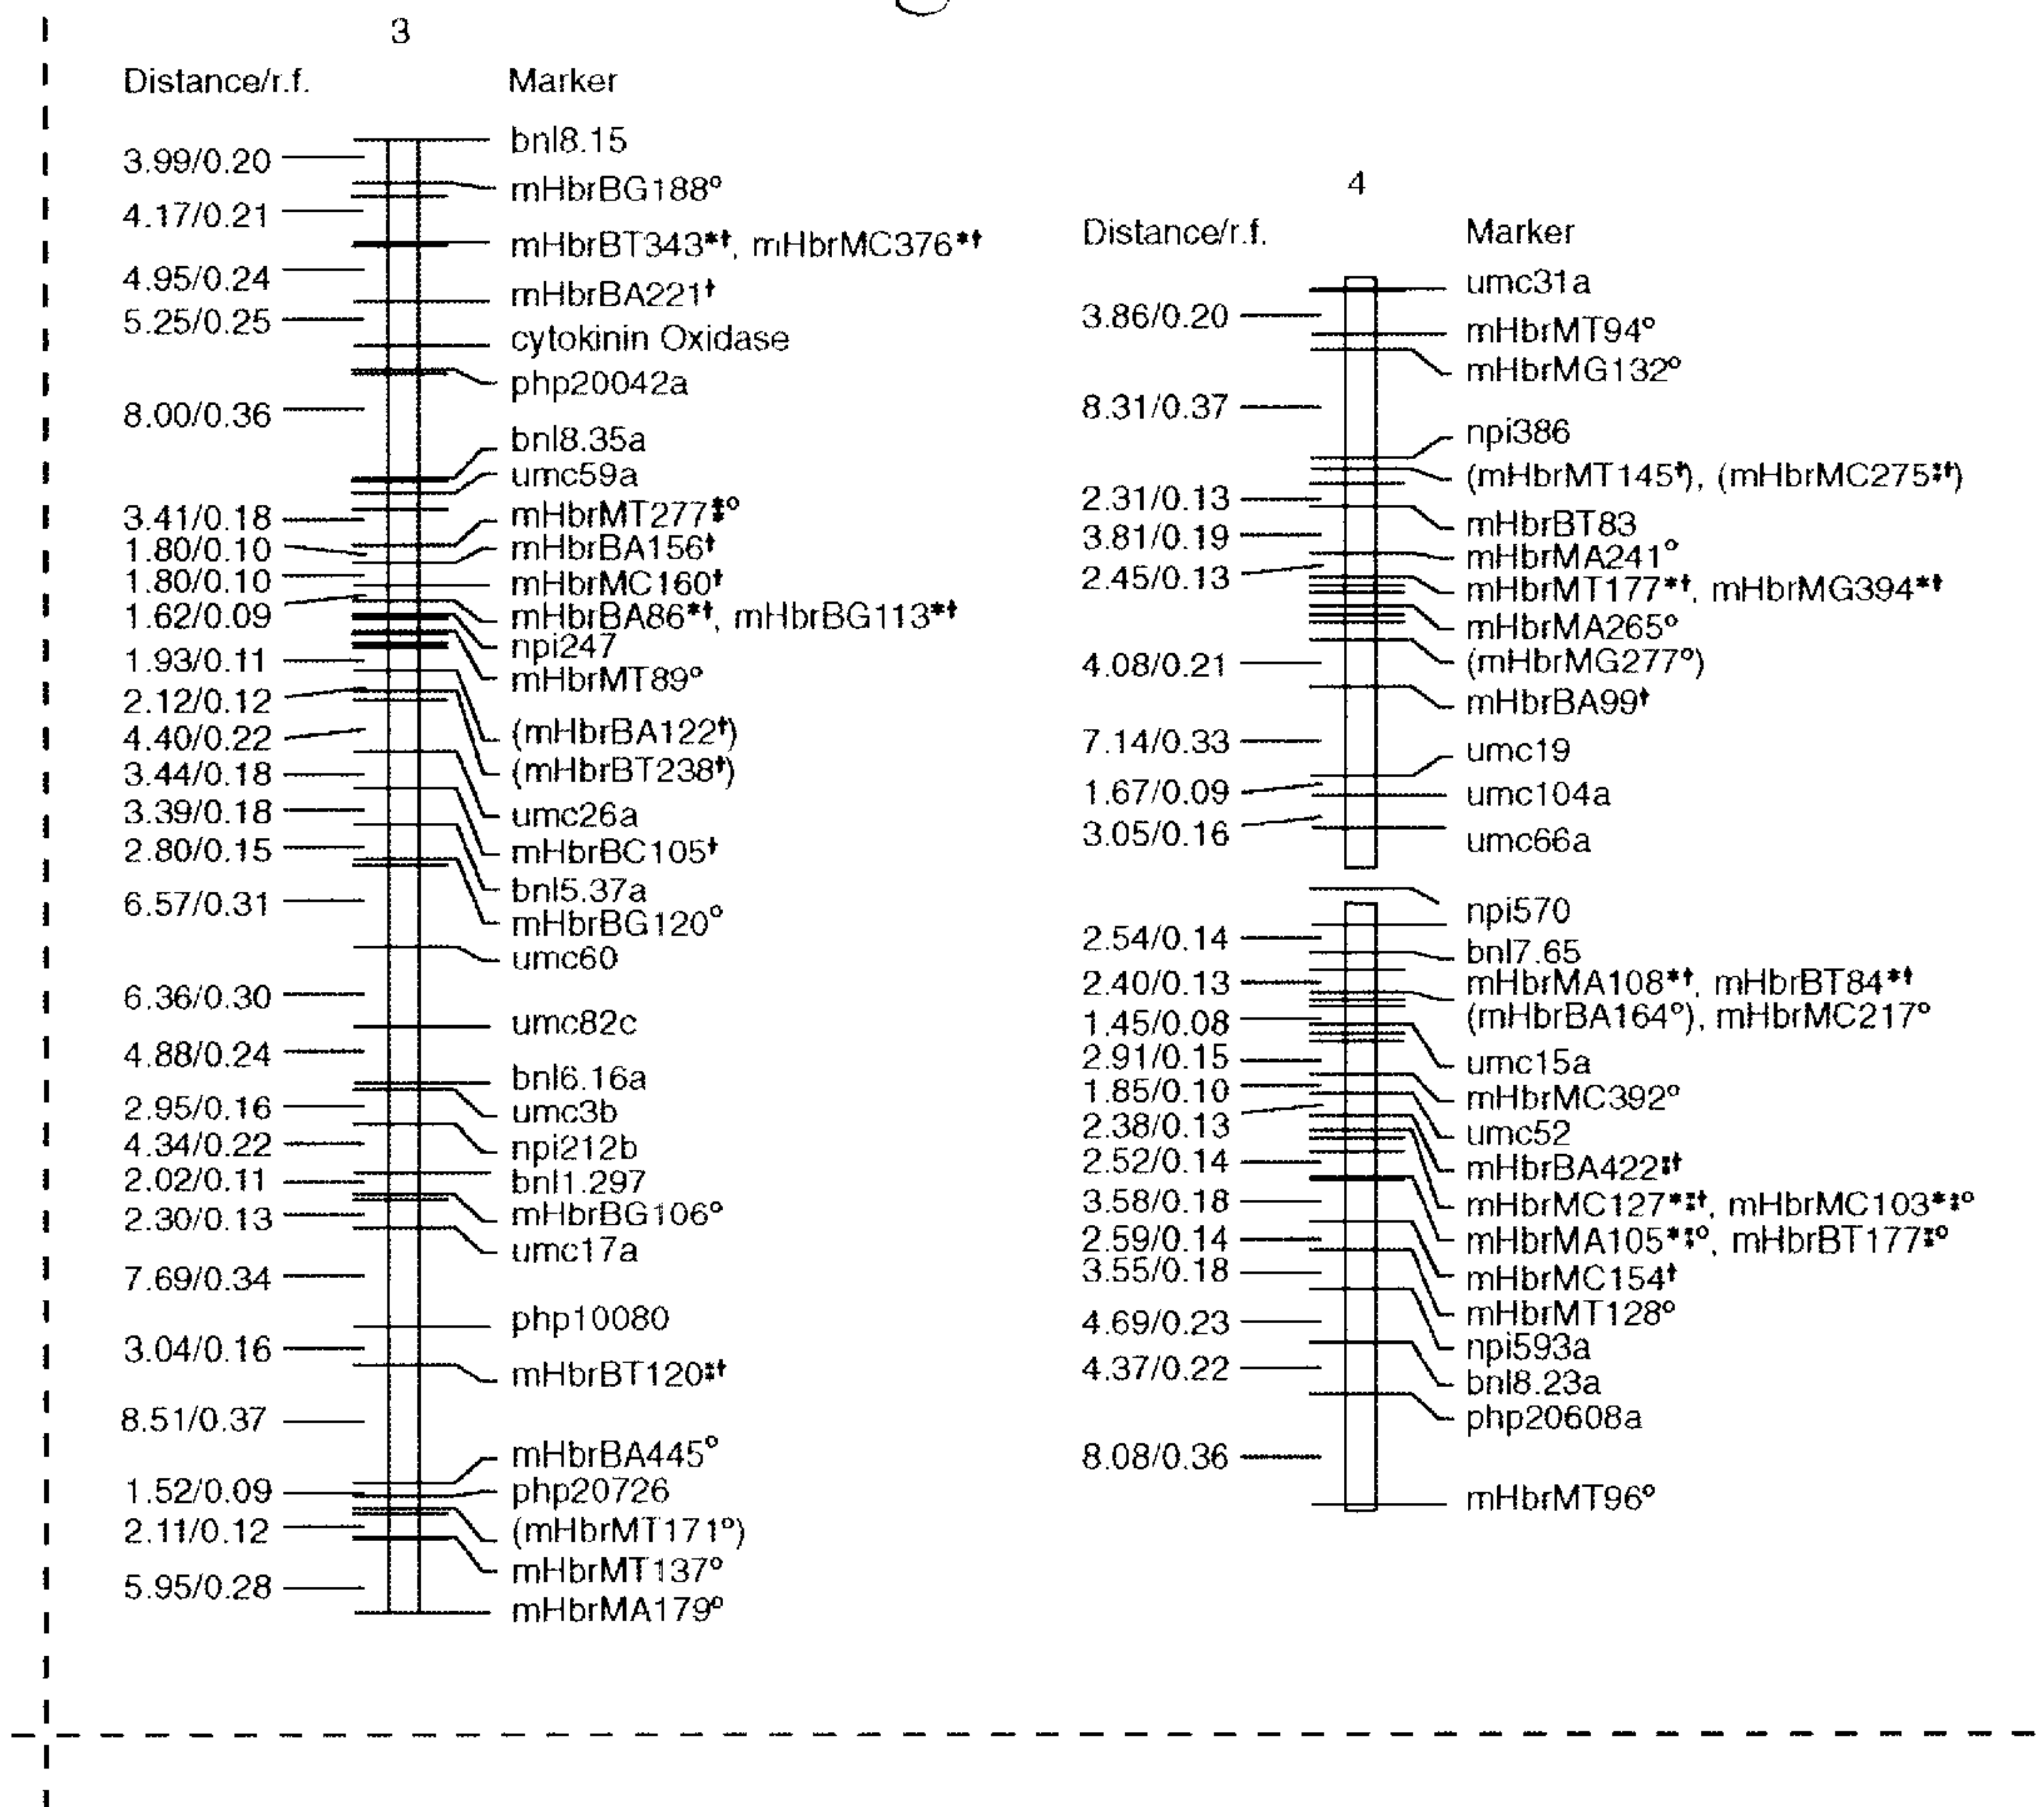 3
Distance/r.f. Marker
bnl8.15
3.99/0.20
mHbrBG188°
4.17/0.21
mHbrBT343*†, mHbrMC376*†
4.95/0.24
mHbrBA221†
5.25/0.25
cytokinin Oxidase
php20042a
8.00/0.36
bnl8.35a
umc59a
mHbrMT277‡°
3.41/0.18
mHbrBA156†
1.80/0.10
mHbrMC160†
1.80/0.10
mHbrBA86*†, mHbrBG113*†
1.62/0.09
npi247
1.93/0.11
mHbrMT89°
2.12/0.12
(mHbrBA122†)
4.40/0.22
(mHbrBT238†)
3.44/0.18
umc26a
3.39/0.18
mHbrBC105†
2.80/0.15
bnl5.37a
6.57/0.31
mHbrBG120°
umc60
6.36/0.30
umc82c
4.88/0.24
bnl6.16a
2.95/0.16
umc3b
4.34/0.22
npi212b
2.02/0.11
bnl1.297
2.30/0.13
mHbrBG106°
umc17a
7.69/0.34
php10080
3.04/0.16
mHbrBT120‡†
8.51/0.37
mHbrBA445°
1.52/0.09
php20726
2.11/0.12
(mHbrMT171°)
mHbrMT137°
5.95/0.28
mHbrMA179°
4
Distance/r.f. Marker
umc31a
3.86/0.20
mHbrMT94°
mHbrMG132°
8.31/0.37
npi386
(mHbrMT145†), (mHbrMC275‡†)
2.31/0.13
mHbrBT83
3.81/0.19
mHbrMA241°
2.45/0.13
mHbrMT177*†, mHbrMG394*†
mHbrMA265°
4.08/0.21
(mHbrMG277°)
mHbrBA99†
7.14/0.33
umc19
1.67/0.09
umc104a
3.05/0.16
umc66a
npi570
2.54/0.14
bnl7.65
2.40/0.13
mHbrMA108*†, mHbrBT84*†
(mHbrBA164°), mHbrMC217°
1.45/0.08
2.91/0.15
umc15a
1.85/0.10
mHbrMC392°
2.38/0.13
umc52
2.52/0.14
mHbrBA422‡†
3.58/0.18
mHbrMC127*‡†, mHbrMC103*‡°
2.59/0.14
mHbrMA105*‡°, mHbrBT177‡°
3.55/0.18
mHbrMC154†
mHbrMT128°
4.69/0.23
npi593a
4.37/0.22
bnl8.23a
php20608a
8.08/0.36
mHbrMT96°